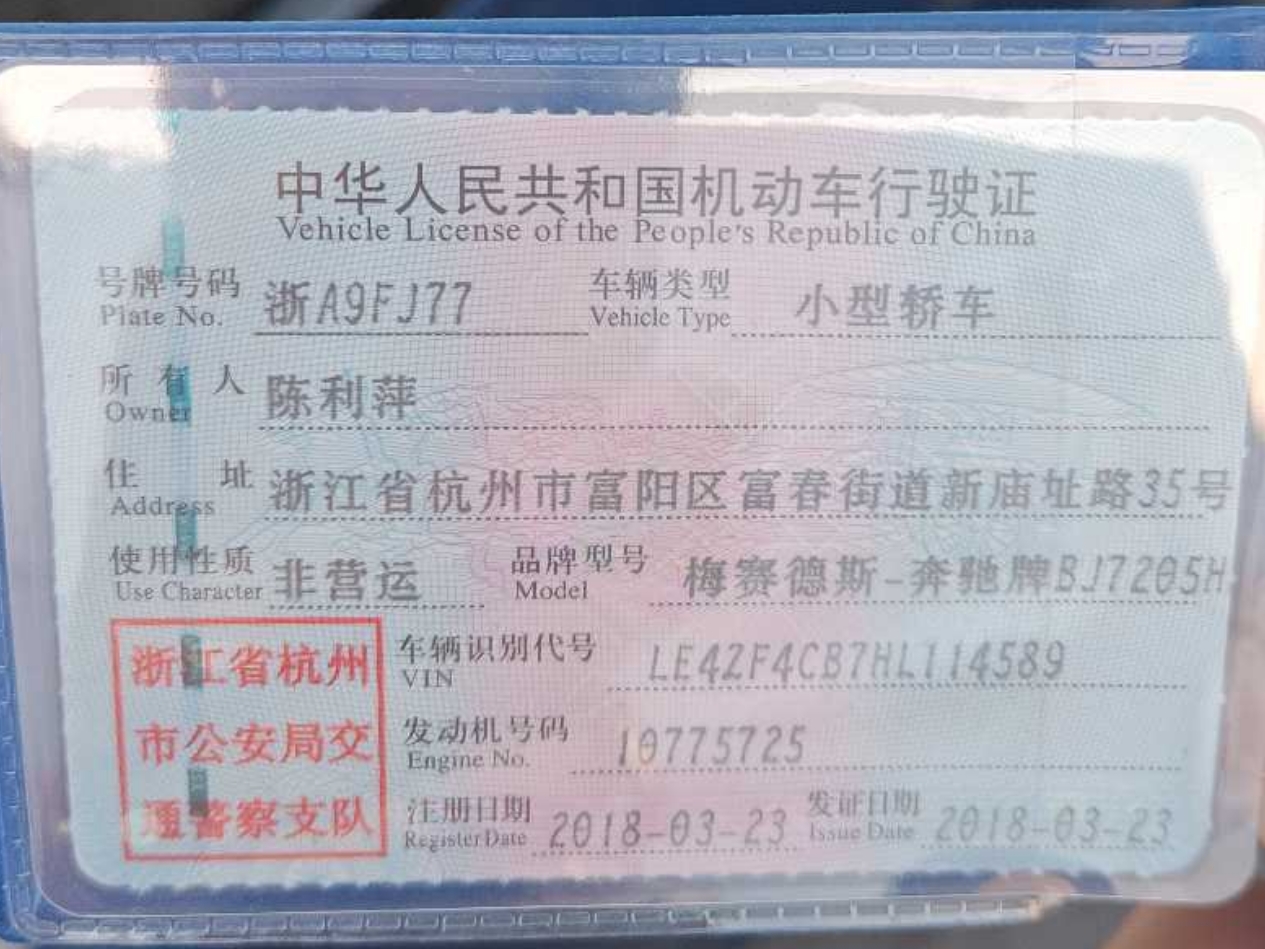 中华人民共和国机动车行驶证
Vehicle License of the People's Republic of China
号牌号码 浙A9FJ77 车辆类型 小型轿车
Plate No. Vehicle Type
所有人 陈利萍
Owner
住址 浙江省杭州市富阳区富春街道新庙址路35号
Address
使用性质 非营运 品牌型号 梅赛德斯-奔驰牌BJ7205H
Use Character Model
浙江省杭州 车辆识别代号 LE42F4CB7HL114589
VIN
市公安局交 发动机号码 10775725
Engine No.
通警察支队 注册日期 2018-03-23 发证日期 2018-03-23
Register Date Issue Date